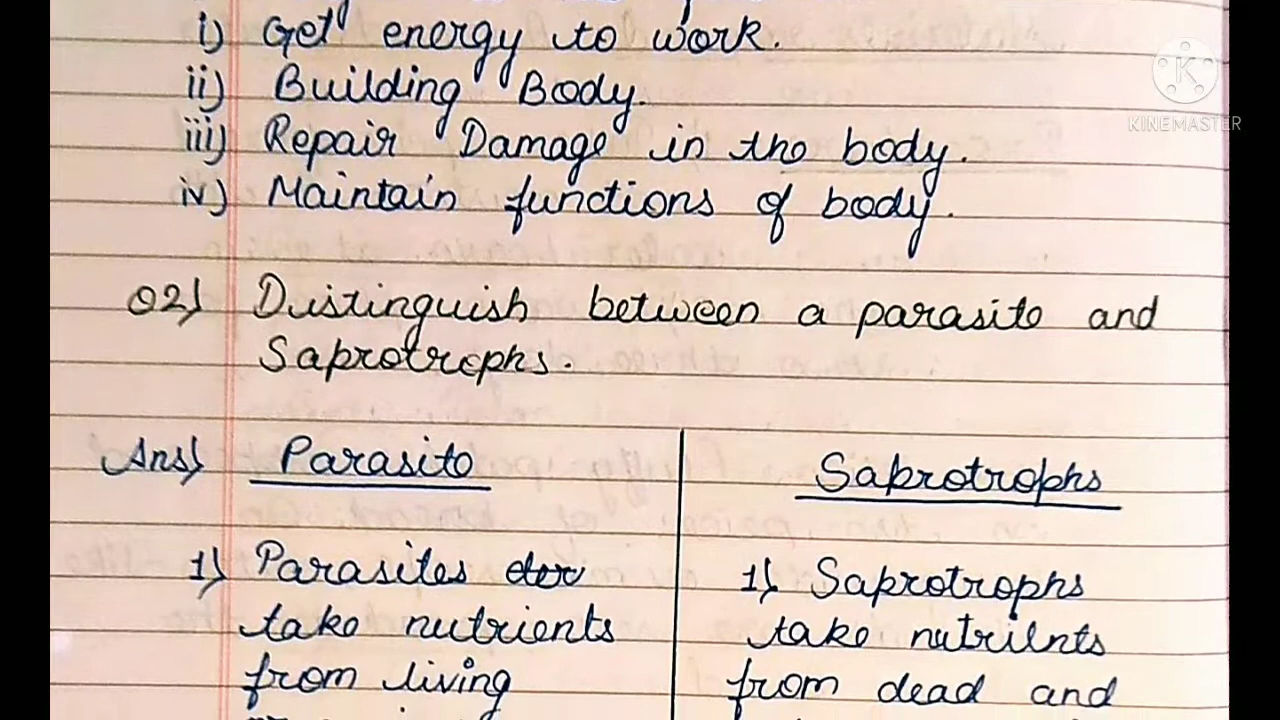 i) Get energy to work.
ii) Building Body.
iii) Repair Damage in the body.
iv) Maintain functions of body.
KINEMASTER
Q2) Distinguish between a parasite and
Saprotrophs.
Ans) Parasite
Saprotrophs
1) Parasites
take nutrients
from living
1) Saprotrophs
take nutrients
from dead and